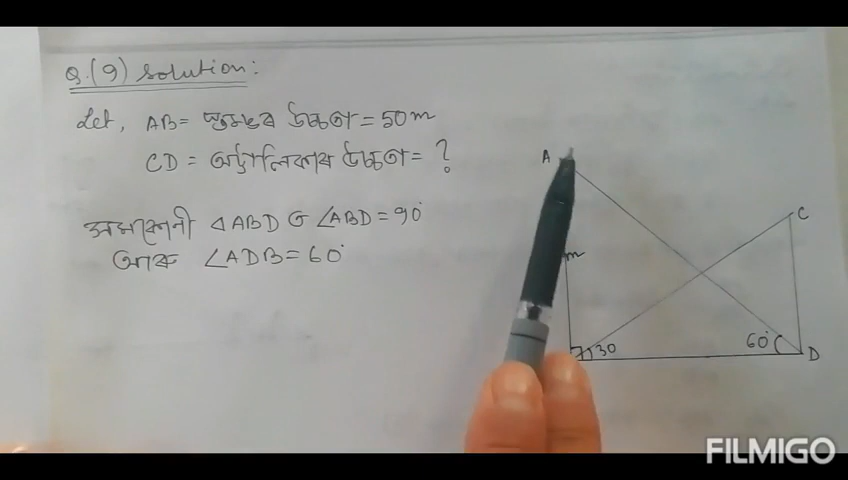 Q.(9) Solution:
Let, AB= স্তম্ভৰ উচ্চতা = 50m
CD = অট্টালিকাৰ উচ্চতা = ?
সমকোণী △ABD ত ∠ABD = 90°
আৰু ∠ADB = 60°
A
C
m
30
60°
D
FILMIGO